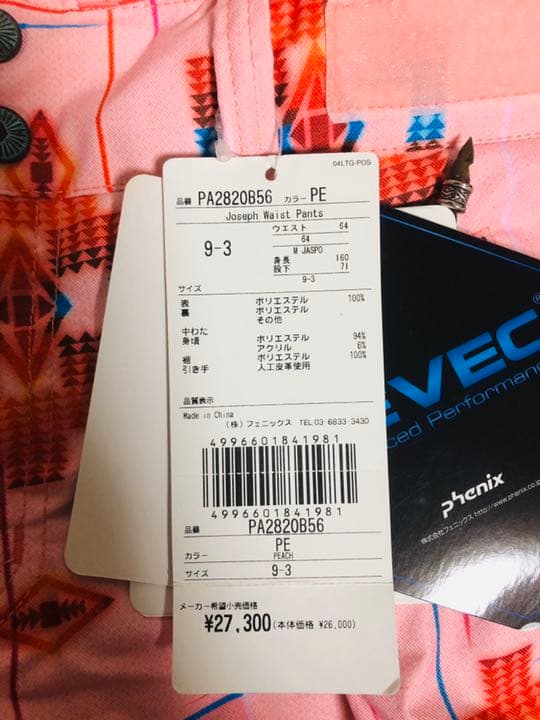 04LTG-POS
品番 PA2820B56 カラー PE
Joseph Waist Pants
9-3
ウエスト 64
64
M JASPO
身長 160
股下 71
9-3
サイズ
表 ポリエステル 100%
裏 ポリエステル
その他
中わた
身頃 ポリエステル 94%
アクリル 6%
裾 ポリエステル 100%
引き手 人工皮革使用
品質表示
Made in China
(株)フェニックス TEL 03-6833-3430
4996601841981
4996601841981
品番 PA2820B56
カラー PE
PEACH
サイズ 9-3
メーカー希望小売価格
¥27,300(本体価格 ¥26,000)
EVEC
ced Performanc
phenix
株式会社フェニックス http://www.phenix.